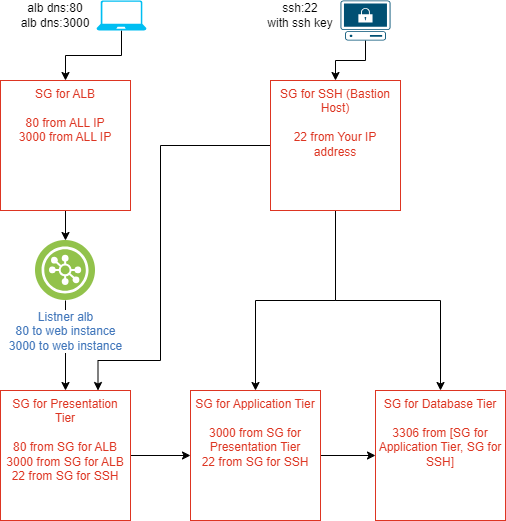 alb dns:80
alb dns:3000
ssh:22
with ssh key
SG for ALB
80 from ALL IP
3000 from ALL IP
SG for SSH (Bastion
Host)
22 from Your IP
address
Listner alb
80 to web instance
3000 to web instance
SG for Presentation
Tier
80 from SG for ALB
3000 from SG for ALB
22 from SG for SSH
SG for Application Tier
3000 from SG for
Presentation Tier
22 from SG for SSH
SG for Database Tier
3306 from [SG for
Application Tier, SG for
SSH]